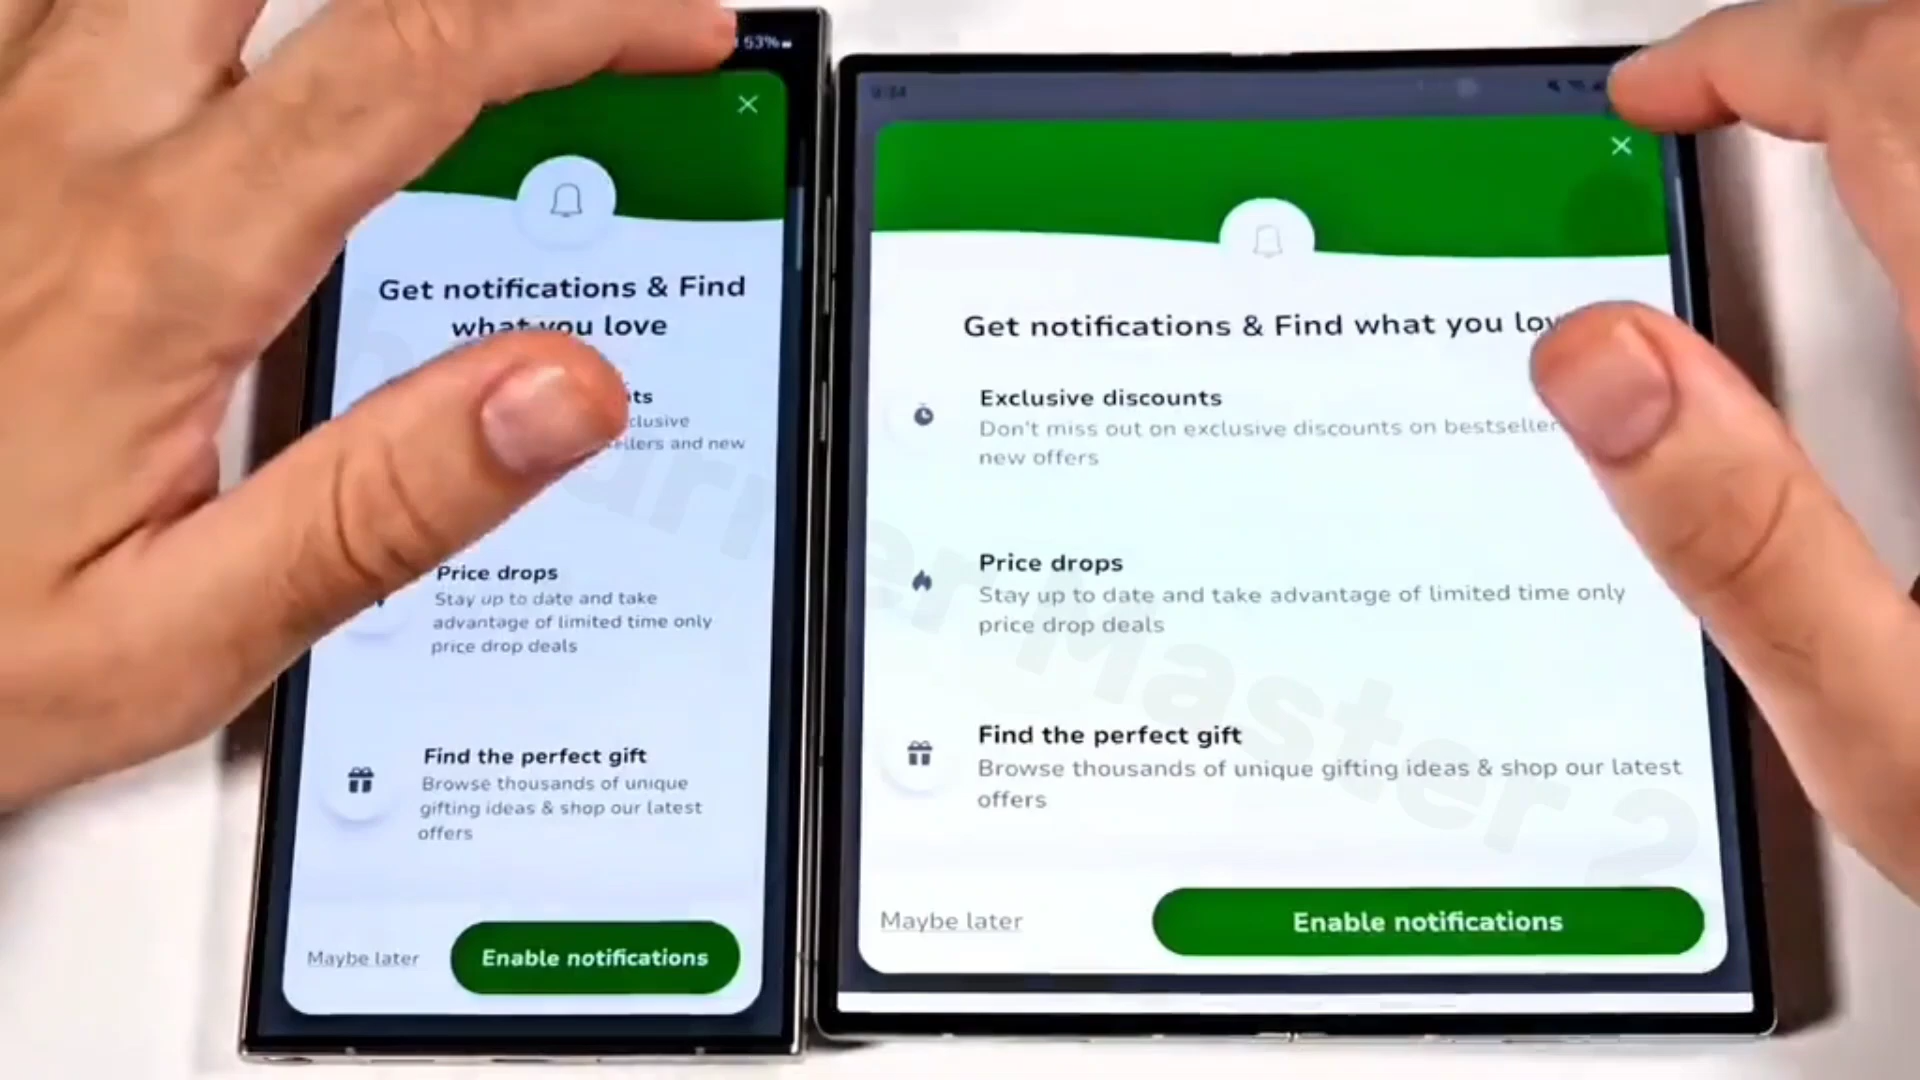 53%
Get notifications & Find
what you love
clusive
and new
Price drops
Stay up to date and take
advantage of limited time only
price drop deals
Find the perfect gift
Browse thousands of unique
gifting ideas & shop our latest
offers
Maybe later
Enable notifications
Get notifications & Find what you
Exclusive discounts
Don't miss out on exclusive discounts on
new offers
Price drops
Stay up to date and take advantage of limited time only
price drop deals
Find the perfect gift
Browse thousands of unique gifting ideas & shop our latest
offers
Maybe later
Enable notifications
Master 2